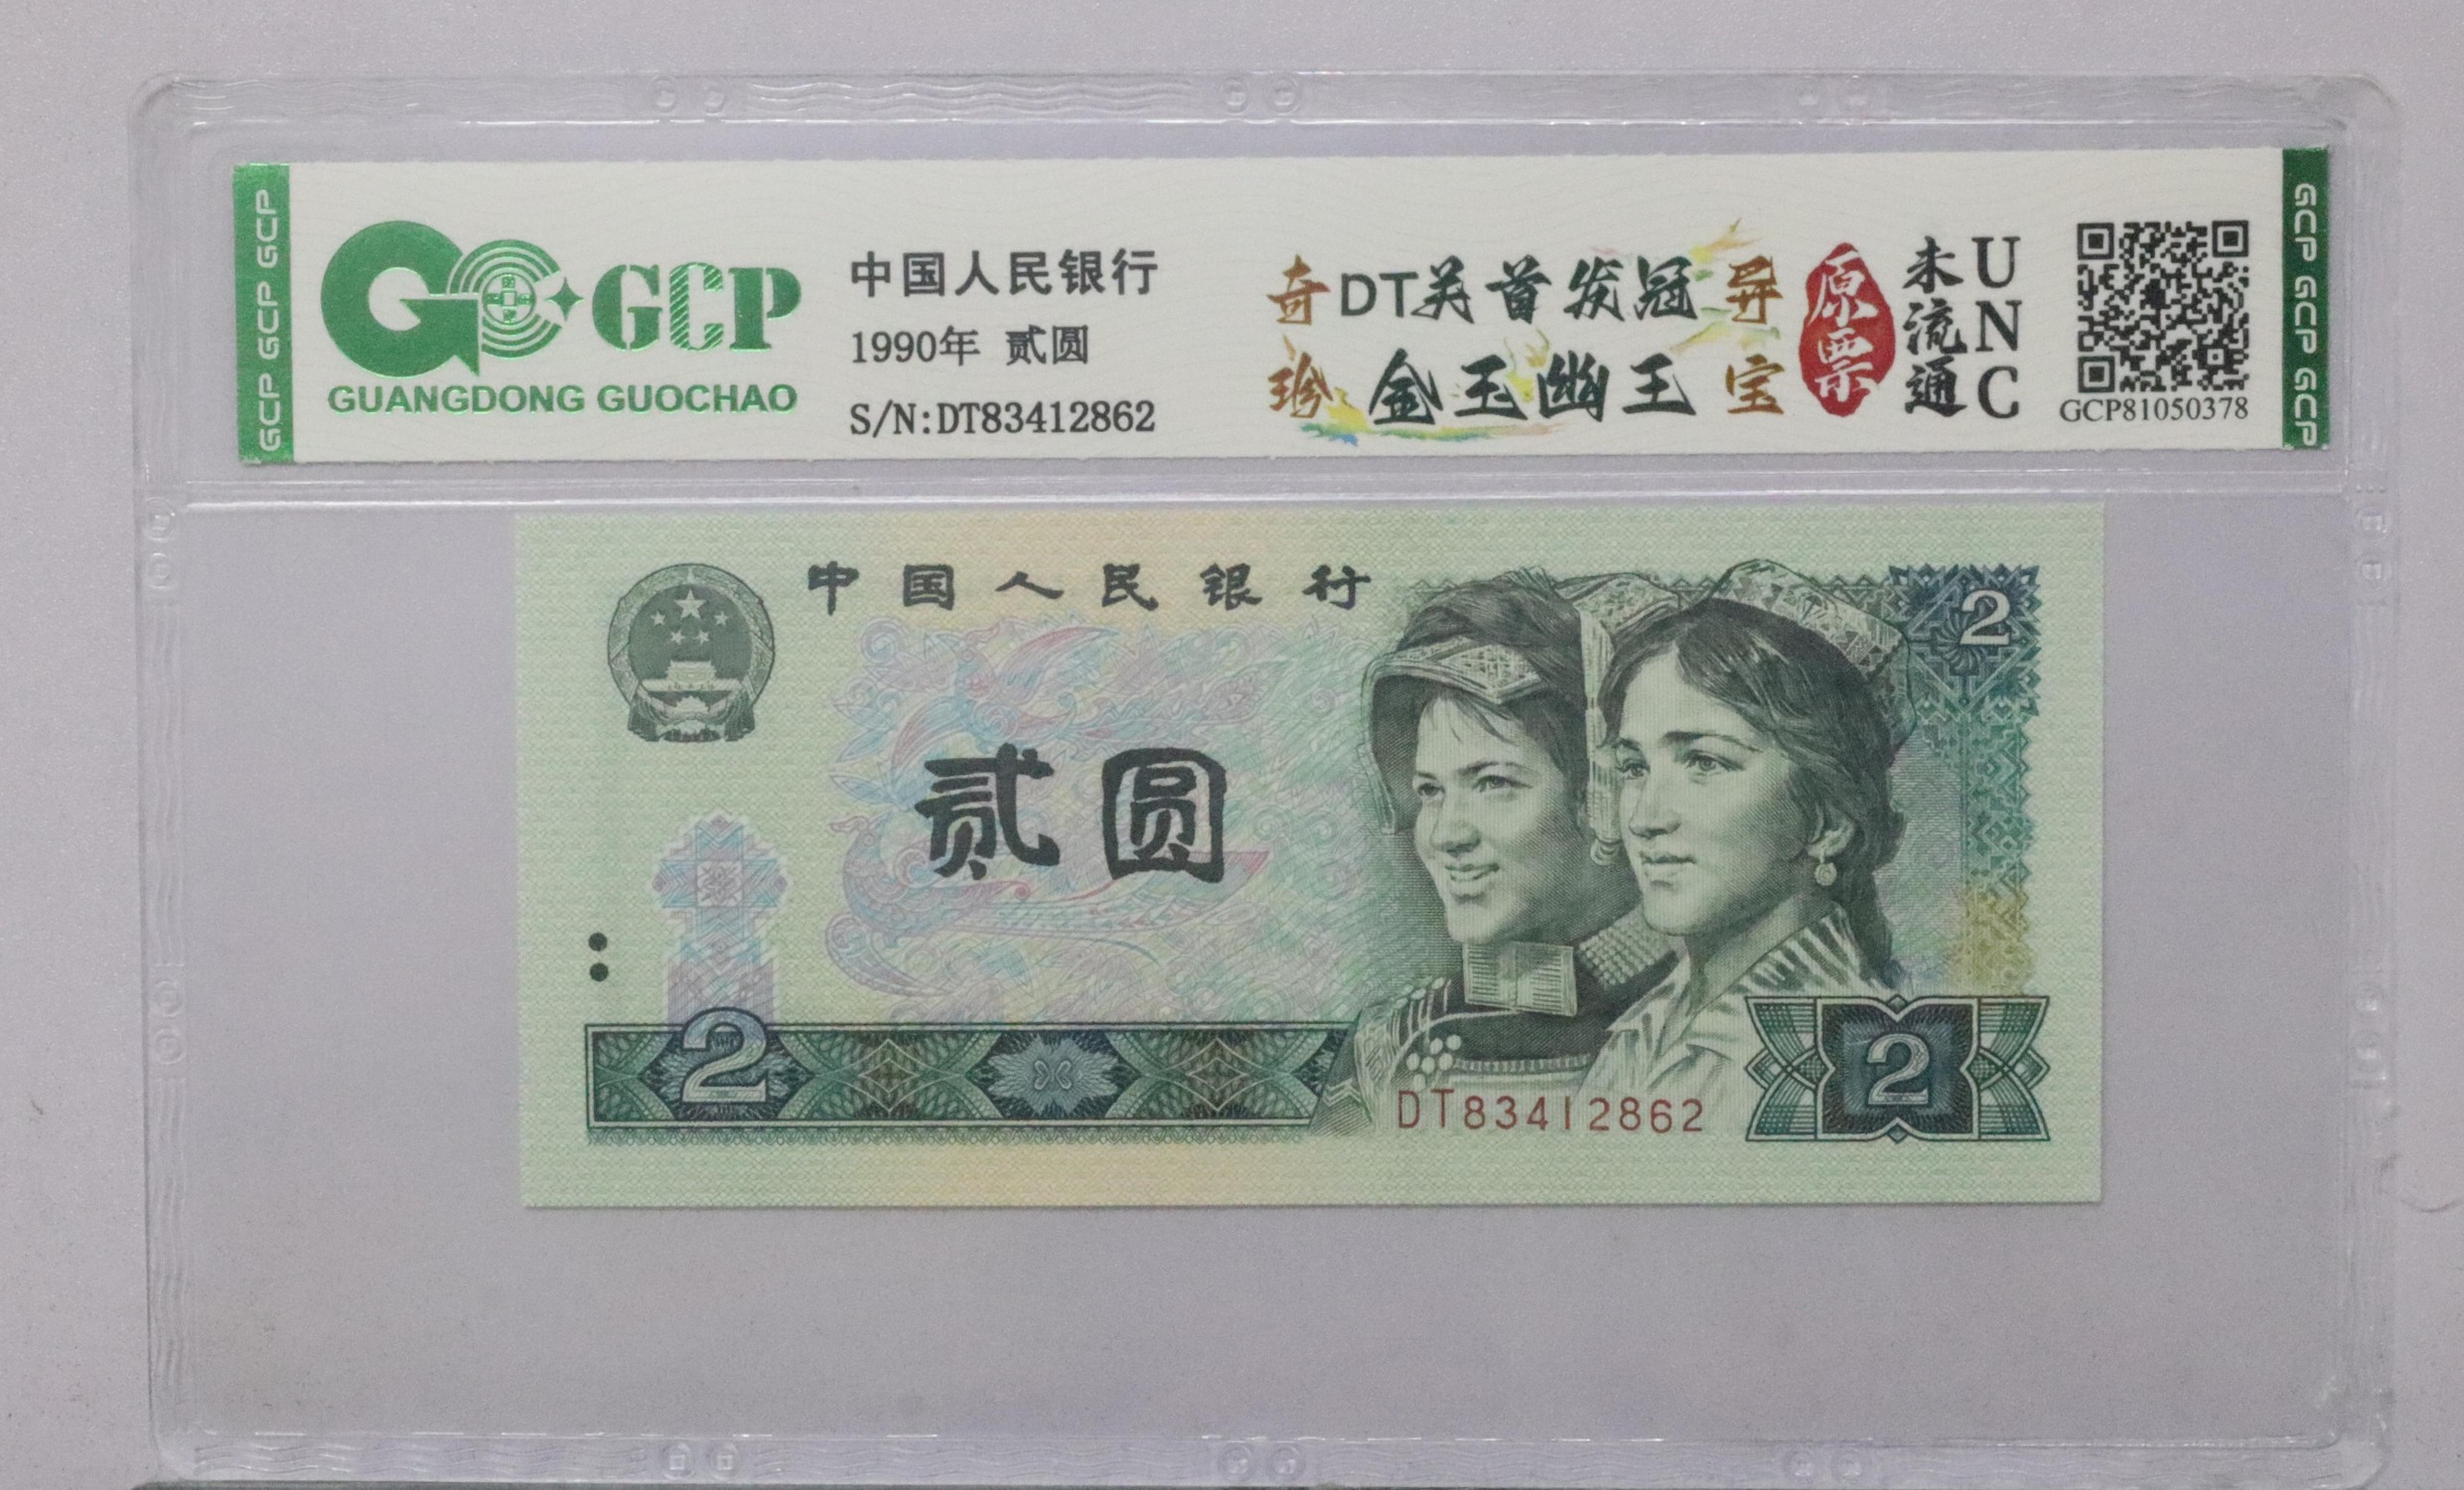 GCP GCP GCP
GCP
GUANGDONG GUOCHAO
中国人民银行
1990年 贰圆
S/N:DT83412862
奇DT关首发冠异
珍金玉幽王宝
原票
未流通
UNC
GCP81050378
GCP GCP GCP
中国人民银行
2
贰圆
2
DT83412862
2